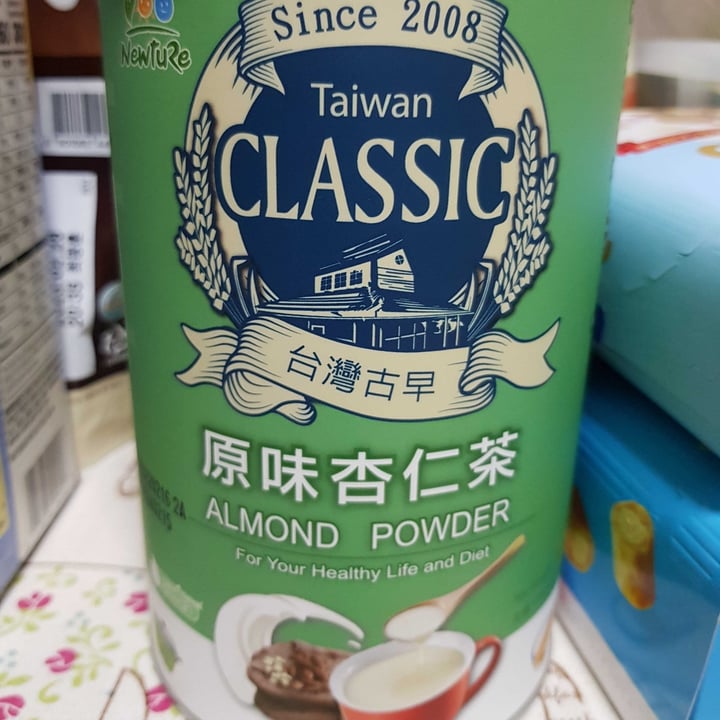 Since 2008
NewTuRe
Taiwan
CLASSIC
台灣古早
原味杏仁茶
ALMOND POWDER
For Your Healthy Life and Diet